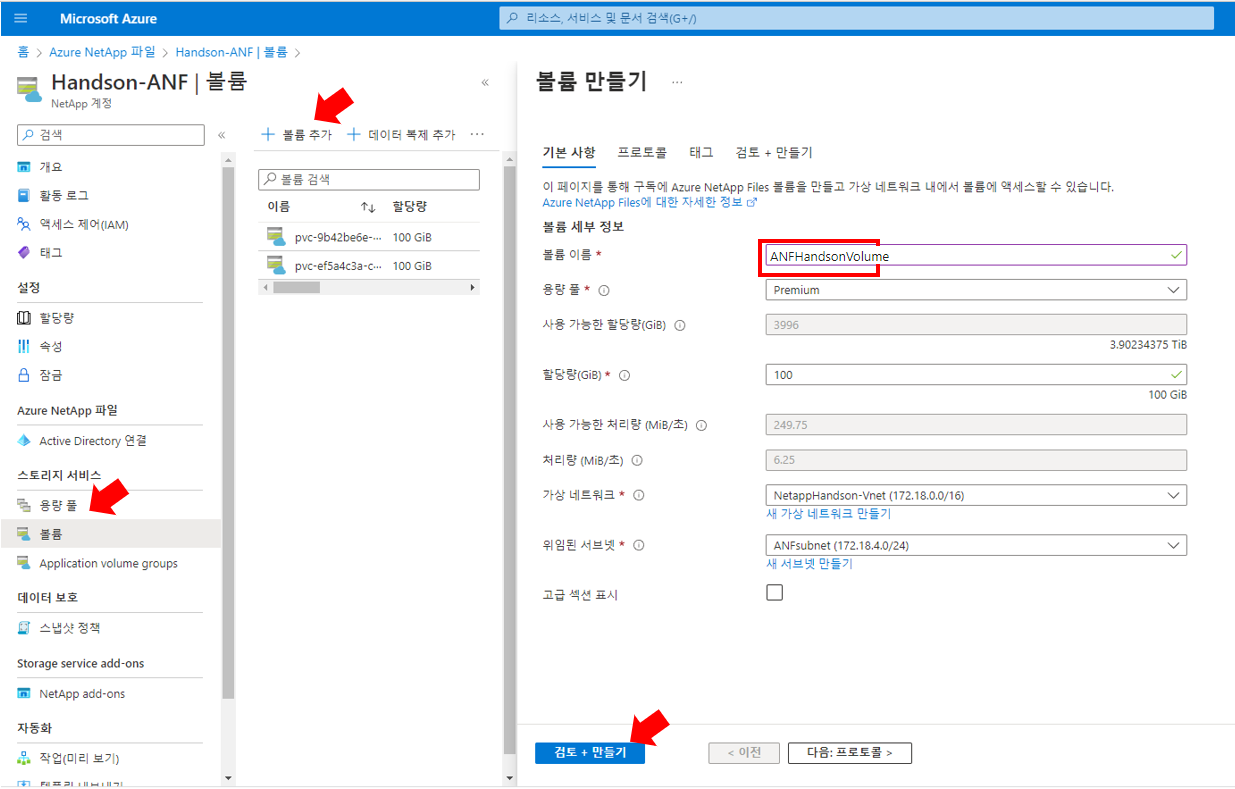 Microsoft Azure
리소스, 서비스 및 문서 검색(G+/)
홈 > Azure NetApp 파일 > Handson-ANF | 볼륨 >
Handson-ANF | 볼륨
NetApp 계정
검색
개요
활동 로그
액세스 제어(IAM)
태그
설정
할당량
속성
잠금
Azure NetApp 파일
Active Directory 연결
스토리지 서비스
용량 풀
볼륨
Application volume groups
데이터 보호
스냅샷 정책
Storage service add-ons
NetApp add-ons
자동화
작업(미리 보기)
템플릿 내보내기
+ 볼륨 추가 + 데이터 복제 추가 ...
볼륨 검색
이름 ↑↓ 할당량
pvc-9b42be6e-... 100 GiB
pvc-ef5a4c3a-c... 100 GiB
볼륨 만들기 ...
기본 사항 프로토콜 태그 검토 + 만들기
이 페이지를 통해 구독에 Azure NetApp Files 볼륨을 만들고 가상 네트워크 내에서 볼륨에 액세스할 수 있습니다.
Azure NetApp Files에 대한 자세한 정보
볼륨 세부 정보
볼륨 이름 * ANFHandsonVolume
용량 풀 * Premium
사용 가능한 할당량(GiB) 3996
3.90234375 TiB
할당량(GiB) * 100
100 GiB
사용 가능한 처리량 (MiB/초) 249.75
처리량 (MiB/초) 6.25
가상 네트워크 * NetappHandson-Vnet (172.18.0.0/16)
새 가상 네트워크 만들기
위임된 서브넷 * ANFsubnet (172.18.4.0/24)
새 서브넷 만들기
고급 섹션 표시
검토 + 만들기 < 이전 다음: 프로토콜 >